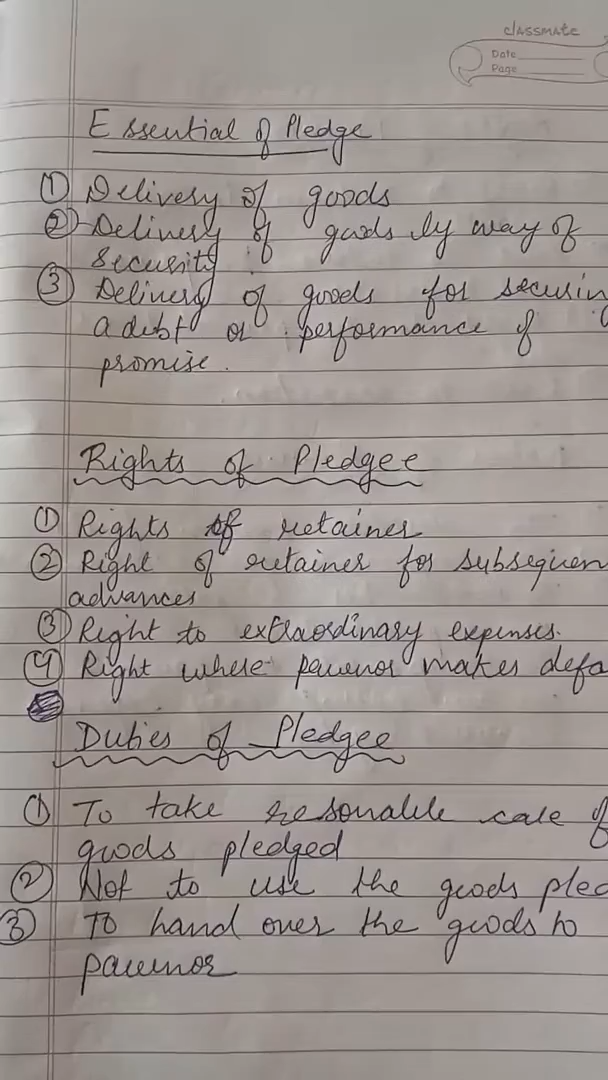 classmate
Date
Page
Essential of Pledge
① Delivery of goods
② Delivery of goods by way of
security.
③ Delivery of goods for securin
a debt or performance of
promise.
Rights of Pledgee
① Rights of retainer
② Right of retainer for subsequen
advances
③ Right to extraordinary expenses.
④ Right where pawnor makes defa
Duties of Pledgee
① To take resonable care of
goods pledged
② Not to use the goods pled
③ To hand over the goods to
pawnor